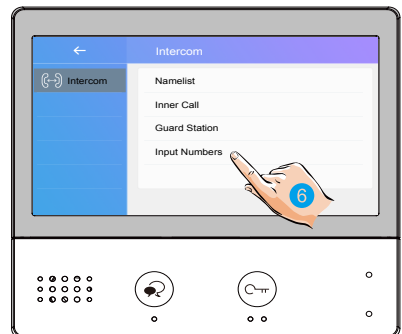 Intercom
Intercom
Namelist
Inner Call
Guard Station
Input Numbers
6